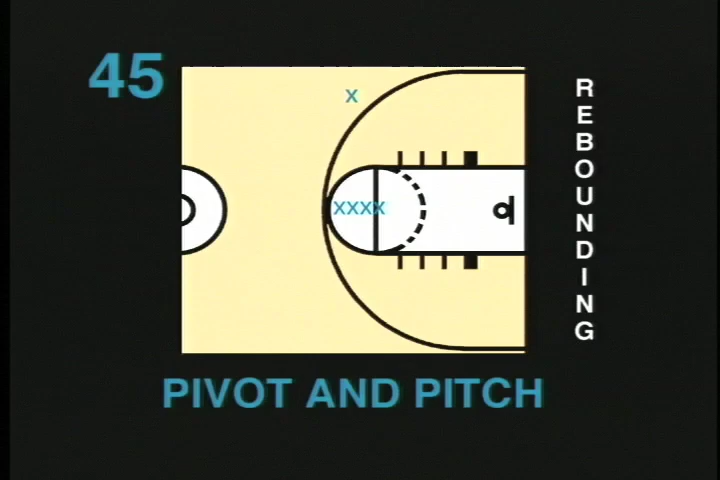 45
X
XXXX
REBOUNDING
PIVOT AND PITCH